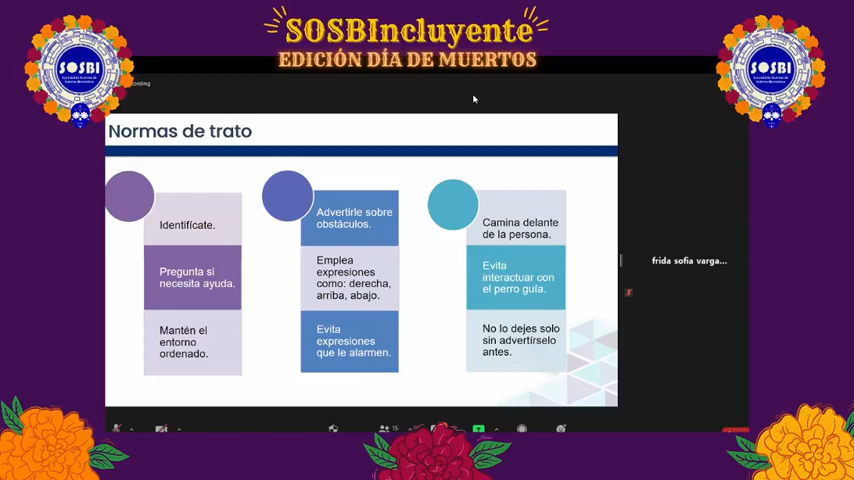 SOSBIncluyente
EDICIÓN DÍA DE MUERTOS
SOSBI
SOSBI
Normas de trato
Identifícate.
Pregunta si
necesita ayuda.
Mantén el
entorno
ordenado.
Advertirle sobre
obstáculos.
Emplea
expresiones
como: derecha,
arriba, abajo.
Evita
expresiones
que le alarmen.
Camina delante
de la persona.
Evita
interactuar con
el perro guía.
No lo dejes solo
sin advertírselo
antes.
frida sofia varga...
15